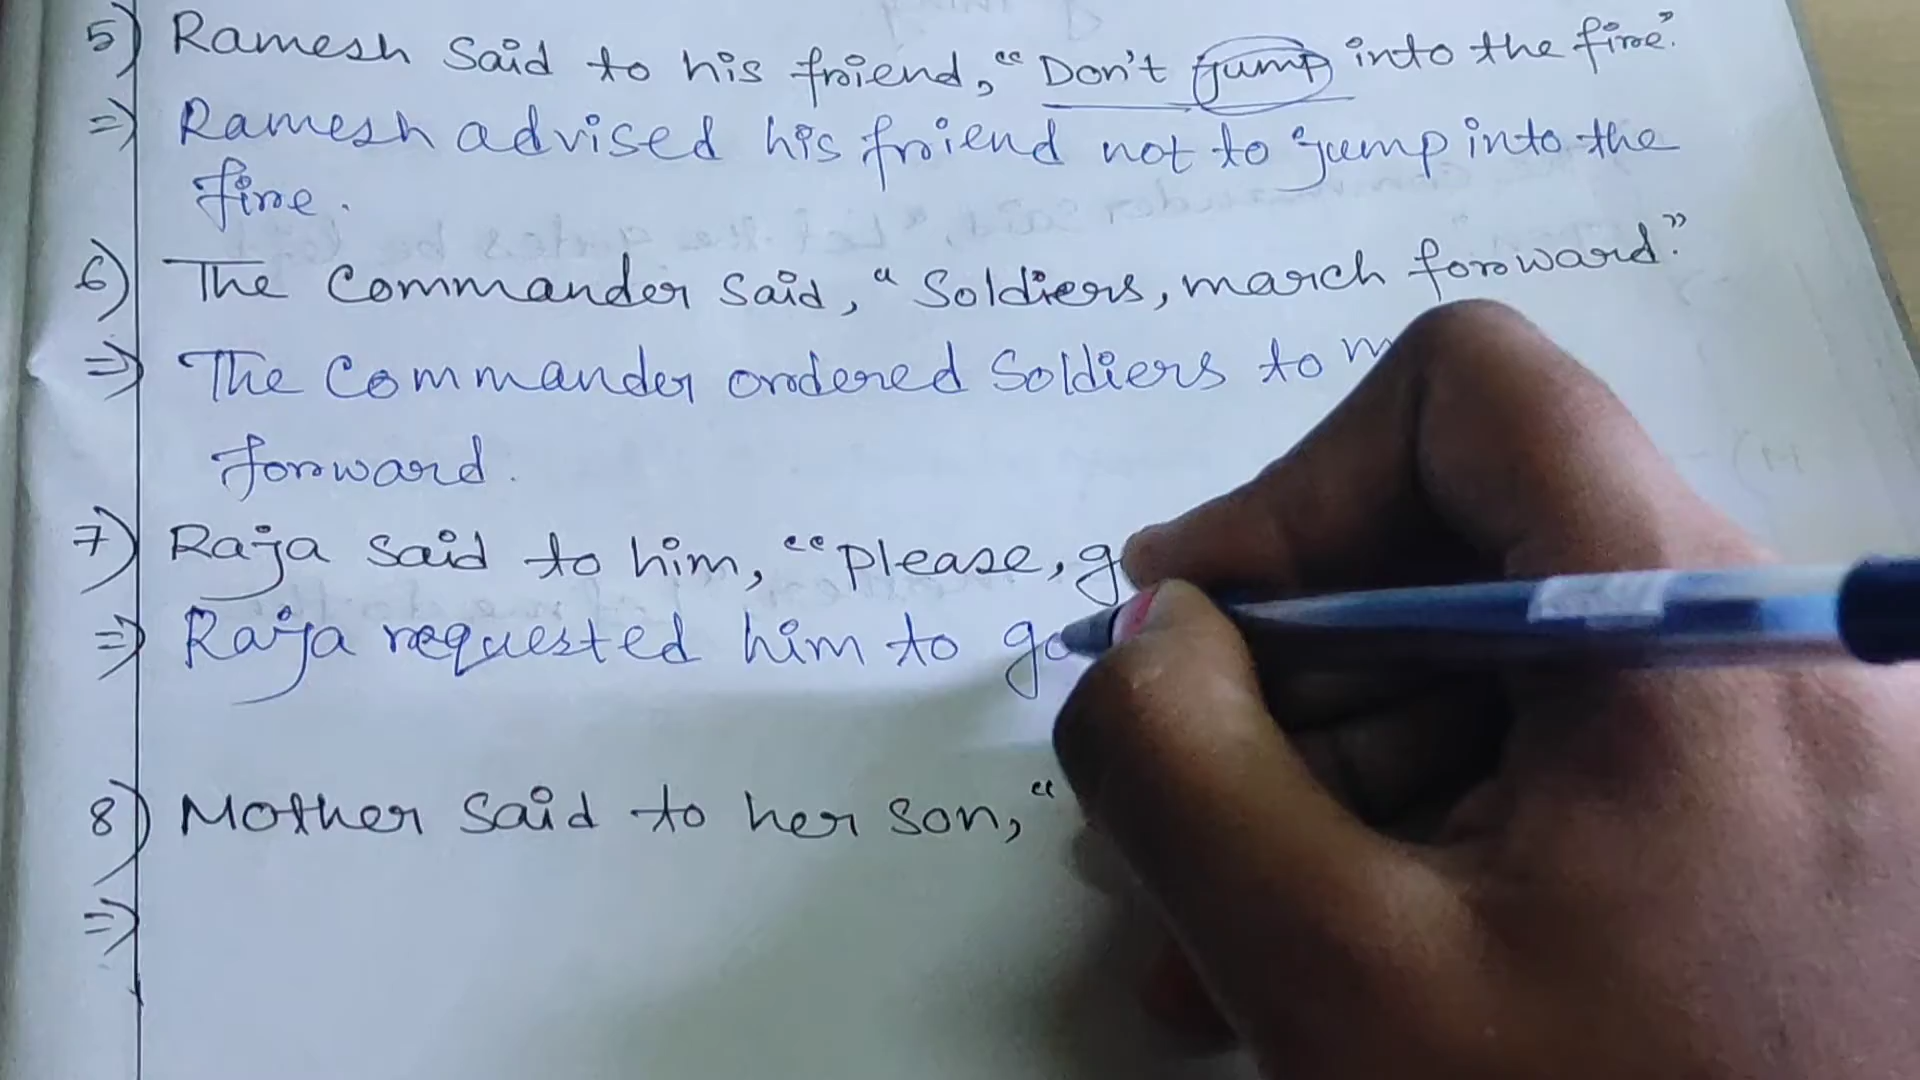 5) Ramesh said to his friend, "Don't jump into the fire."
=) Ramesh advised his friend not to jump into the
fire.
6) The Commander said, "Soldiers, march forward."
=) The Commander ordered Soldiers to
forward.
7) Raja said to him, "please,
=) Raja requested him to go
8) Mother said to her son, "
=)